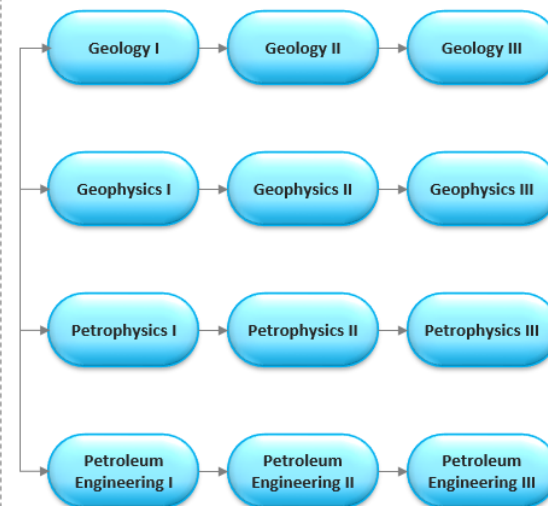 Geology I
Geology II
Geology III
Geophysics I
Geophysics II
Geophysics III
Petrophysics I
Petrophysics II
Petrophysics III
Petroleum
Engineering I
Petroleum
Engineering II
Petroleum
Engineering III